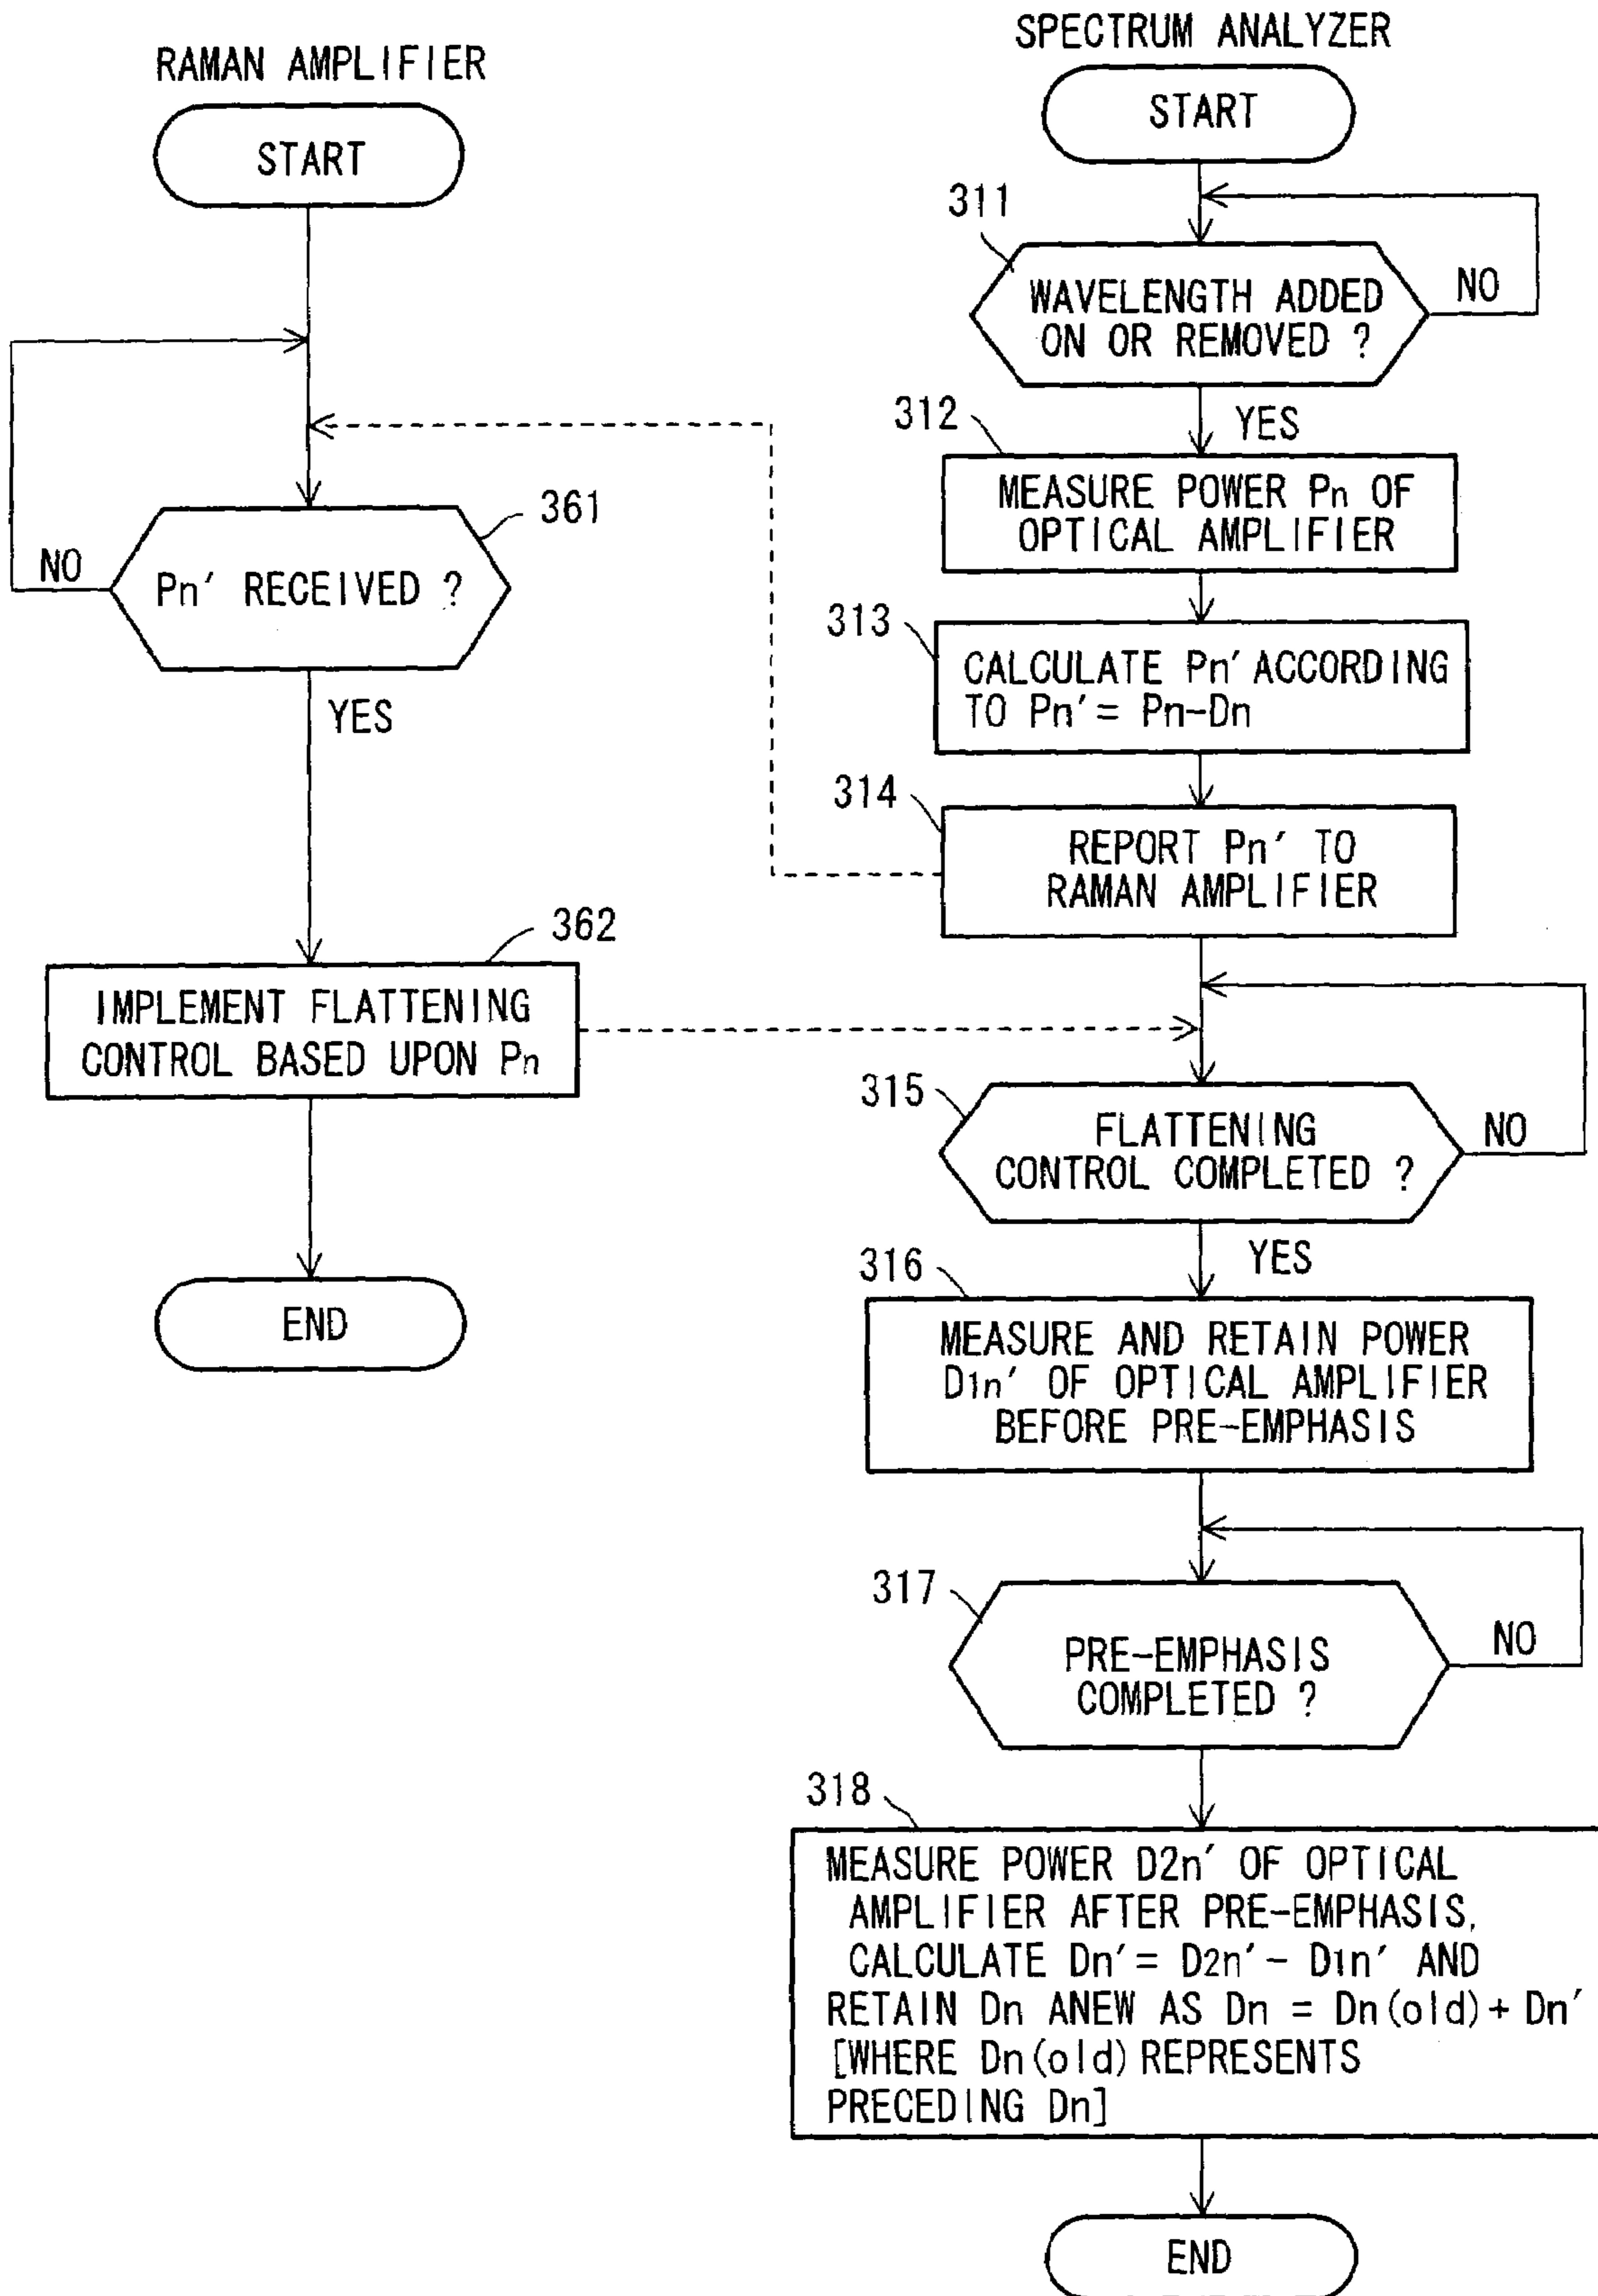 RAMAN AMPLIFIER
START
NO
Pn' RECEIVED ?
361
YES
362
IMPLEMENT FLATTENING
CONTROL BASED UPON Pn
END
SPECTRUM ANALYZER
START
311
WAVELENGTH ADDED
ON OR REMOVED ?
NO
YES
312
MEASURE POWER Pn OF
OPTICAL AMPLIFIER
313
CALCULATE Pn' ACCORDING
TO Pn' = Pn-Dn
314
REPORT Pn' TO
RAMAN AMPLIFIER
315
FLATTENING
CONTROL COMPLETED ?
NO
YES
316
MEASURE AND RETAIN POWER
D1n' OF OPTICAL AMPLIFIER
BEFORE PRE-EMPHASIS
317
PRE-EMPHASIS
COMPLETED ?
NO
318
MEASURE POWER D2n' OF OPTICAL
AMPLIFIER AFTER PRE-EMPHASIS,
CALCULATE Dn' = D2n' - D1n' AND
RETAIN Dn ANEW AS Dn = Dn(old) + Dn'
[WHERE Dn(old) REPRESENTS
PRECEDING Dn]
END